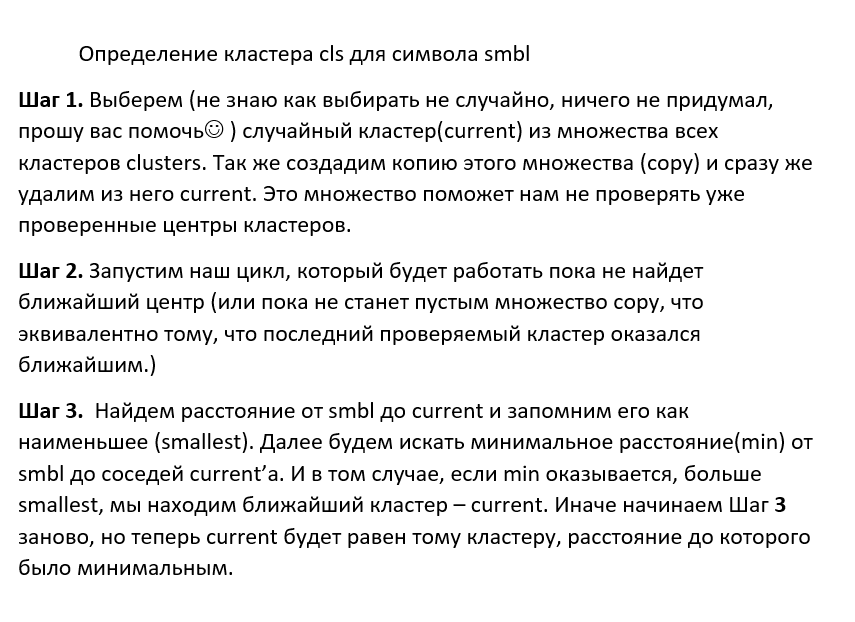 Определение кластера cls для символа smbl
Шаг 1. Выберем (не знаю как выбирать не случайно, ничего не придумал,
прошу вас помочь☺ ) случайный кластер(current) из множества всех
кластеров clusters. Так же создадим копию этого множества (copy) и сразу же
удалим из него current. Это множество поможет нам не проверять уже
проверенные центры кластеров.
Шаг 2. Запустим наш цикл, который будет работать пока не найдет
ближайший центр (или пока не станет пустым множество copy, что
эквивалентно тому, что последний проверяемый кластер оказался
ближайшим.)
Шаг 3. Найдем расстояние от smbl до current и запомним его как
наименьшее (smallest). Далее будем искать минимальное расстояние(min) от
smbl до соседей current’a. И в том случае, если min оказывается, больше
smallest, мы находим ближайший кластер – current. Иначе начинаем Шаг 3
заново, но теперь current будет равен тому кластеру, расстояние до которого
было минимальным.